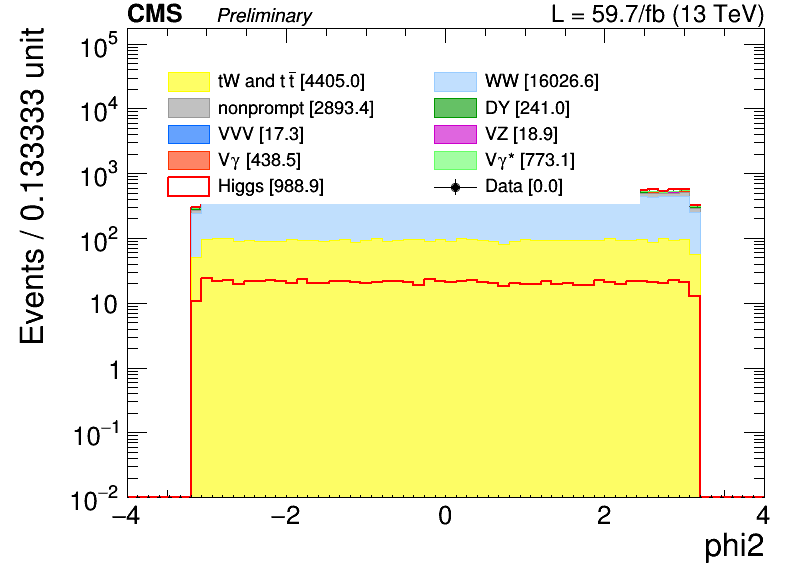 CMS Preliminary L = 59.7/fb (13 TeV)
Events / 0.133333 unit
10⁵
10⁴
10³
10²
10
1
10⁻¹
10⁻²
tW and t t̅ [4405.0] WW [16026.6]
nonprompt [2893.4] DY [241.0]
VVV [17.3] VZ [18.9]
Vγ [438.5] Vγ* [773.1]
Higgs [988.9] Data [0.0]
−4 −2 0 2 4
phi2